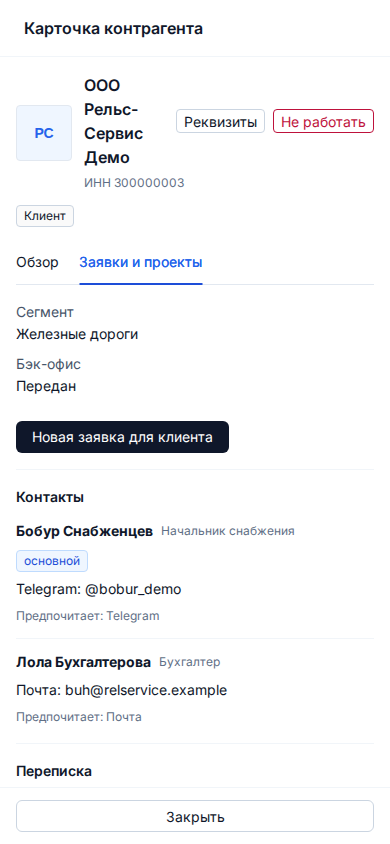 Карточка контрагента
РС
ООО
Рельс-
Сервис
Демо
ИНН 300000003
Реквизиты
Не работать
Клиент
Обзор
Заявки и проекты
Сегмент
Железные дороги
Бэк-офис
Передан
Новая заявка для клиента
Контакты
Бобур Снабженцев Начальник снабжения
основной
Telegram: @bobur_demo
Предпочитает: Telegram
Лола Бухгалтерова Бухгалтер
Почта: buh@relservice.example
Предпочитает: Почта
Переписка
Закрыть